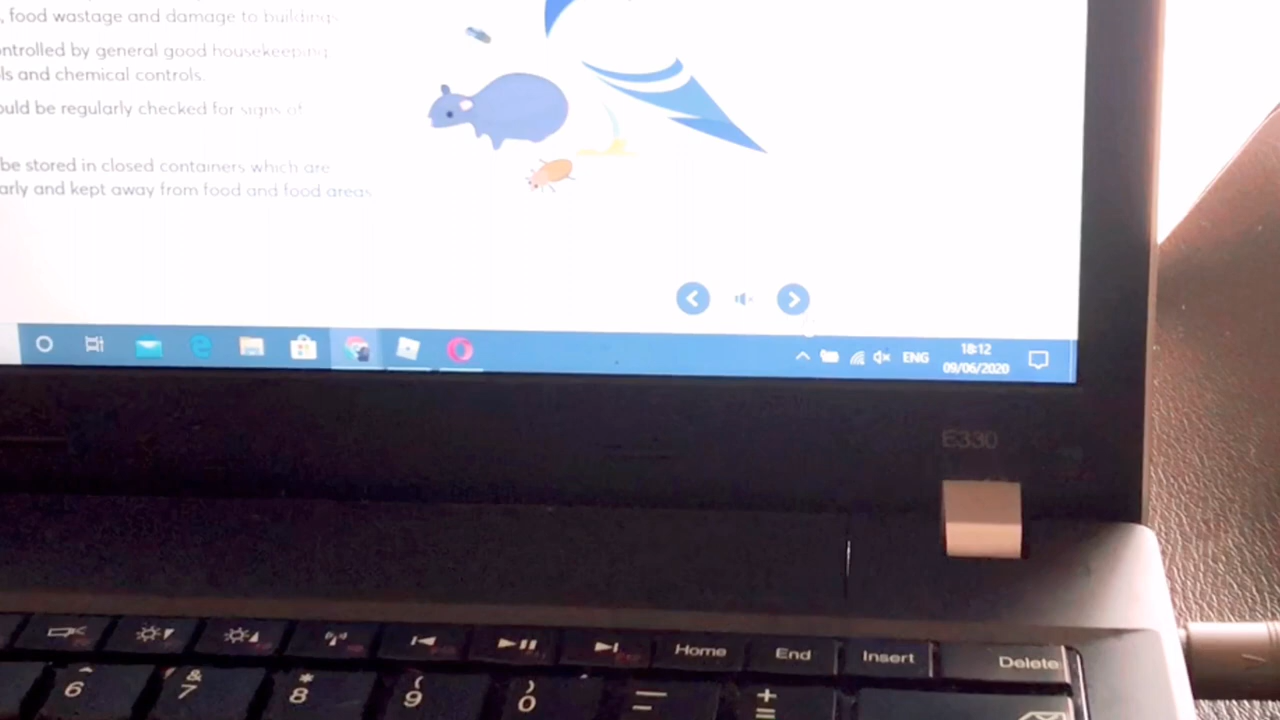 , food wastage and damage to buildings
ntrolled by general good housekeeping
ls and chemical controls.
ould be regularly checked for signs of
be stored in closed containers which are
arly and kept away from food and food areas
ENG
18:12
09/06/2020
E330
Home End Insert Delete
^ & * ( )
6 7 8 9 0 — +
=